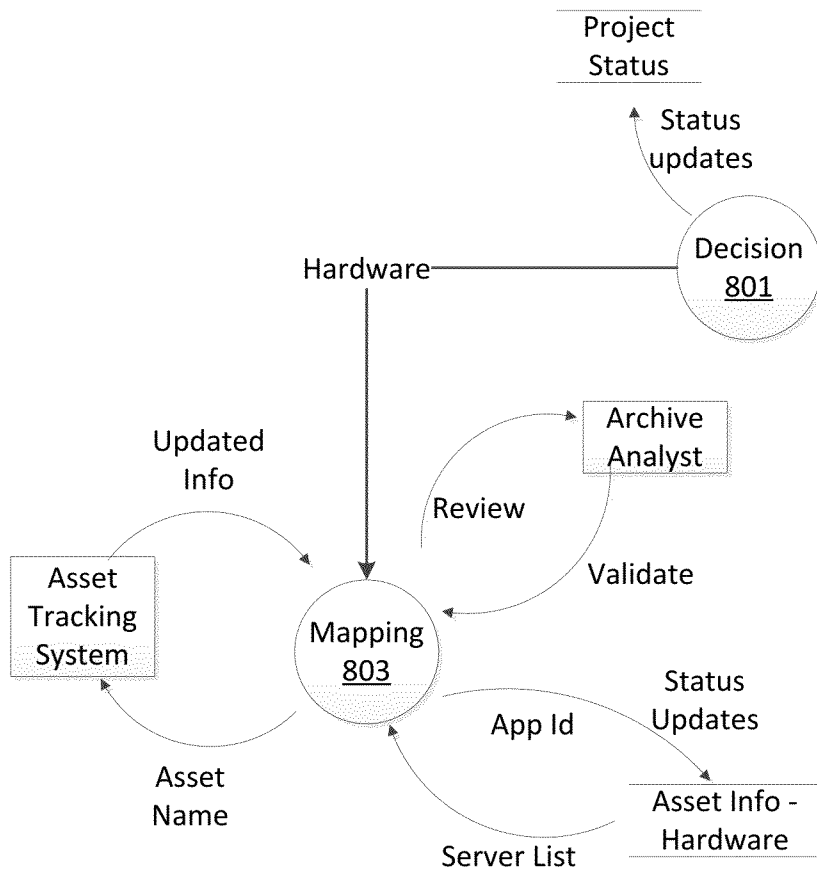 Project
Status
Status
updates
Decision
801
Hardware
Archive
Analyst
Updated
Info
Review
Validate
Asset
Tracking
System
Mapping
803
Status
Updates
App Id
Asset
Name
Asset Info -
Hardware
Server List